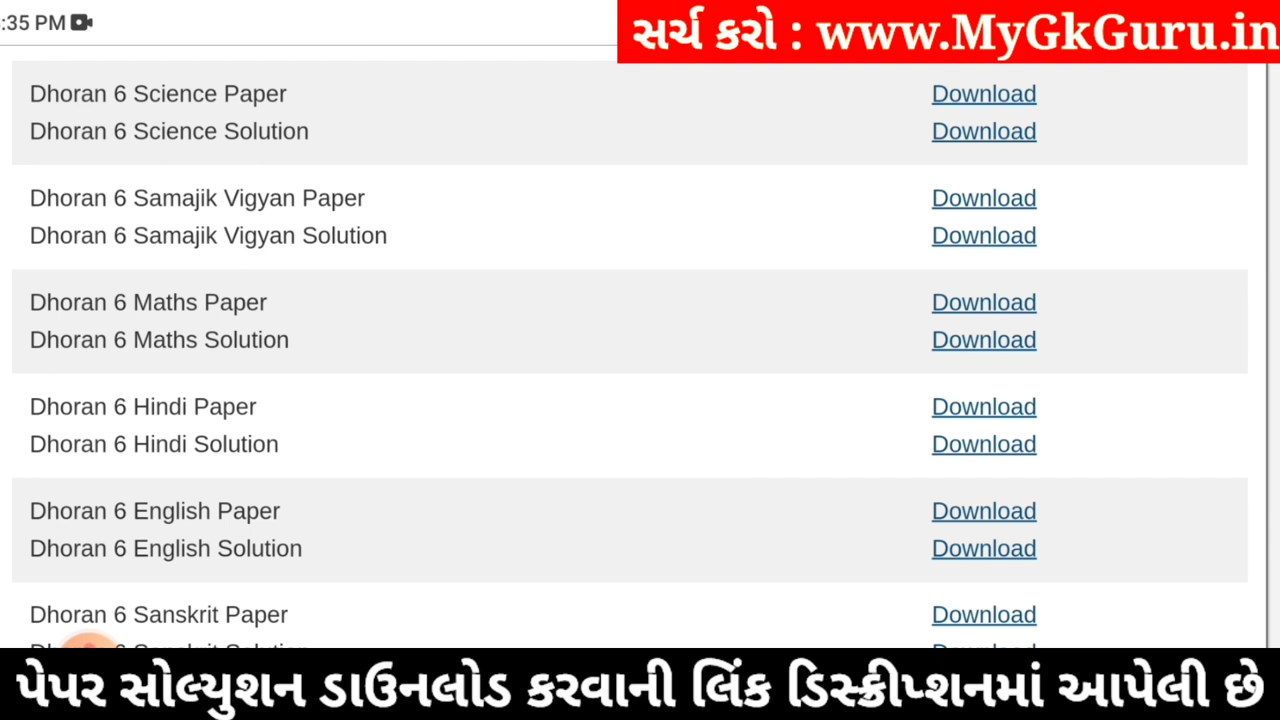 :35 PM
સર્ચ કરો : www.MyGkGuru.in
Dhoran 6 Science Paper Download
Dhoran 6 Science Solution Download
Dhoran 6 Samajik Vigyan Paper Download
Dhoran 6 Samajik Vigyan Solution Download
Dhoran 6 Maths Paper Download
Dhoran 6 Maths Solution Download
Dhoran 6 Hindi Paper Download
Dhoran 6 Hindi Solution Download
Dhoran 6 English Paper Download
Dhoran 6 English Solution Download
Dhoran 6 Sanskrit Paper Download
પેપર સોલ્યુશન ડાઉનલોડ કરવાની લિંક ડિસ્ક્રીપ્શનમાં આપેલી છે